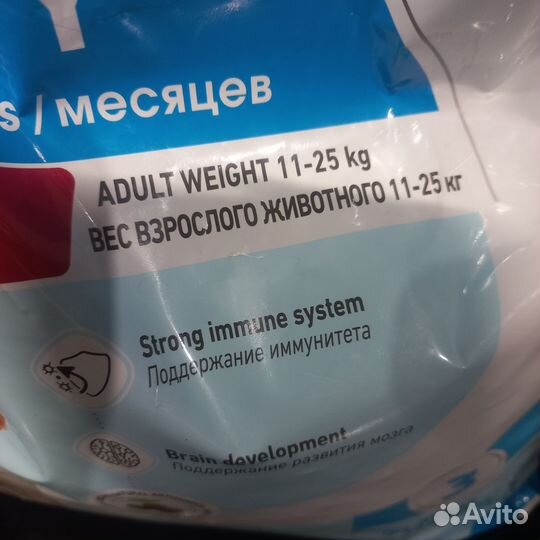 s / месяцев
ADULT WEIGHT 11-25 kg
ВЕС ВЗРОСЛОГО ЖИВОТНОГО 11-25 кг
Strong immune system
Поддержание иммунитета
Brain development
Поддержание развития мозга
3
Avito